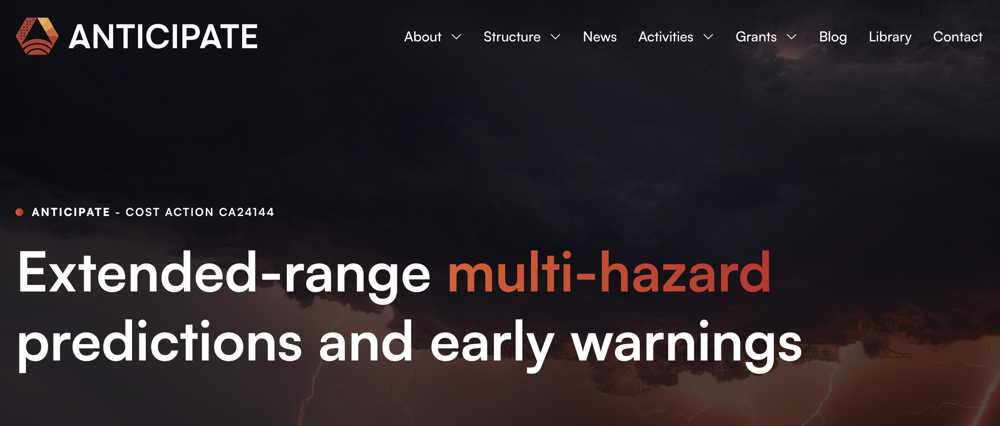 ANTICIPATE
About Structure News Activities Grants Blog Library Contact
ANTICIPATE - COST ACTION CA24144
Extended-range multi-hazard
predictions and early warnings